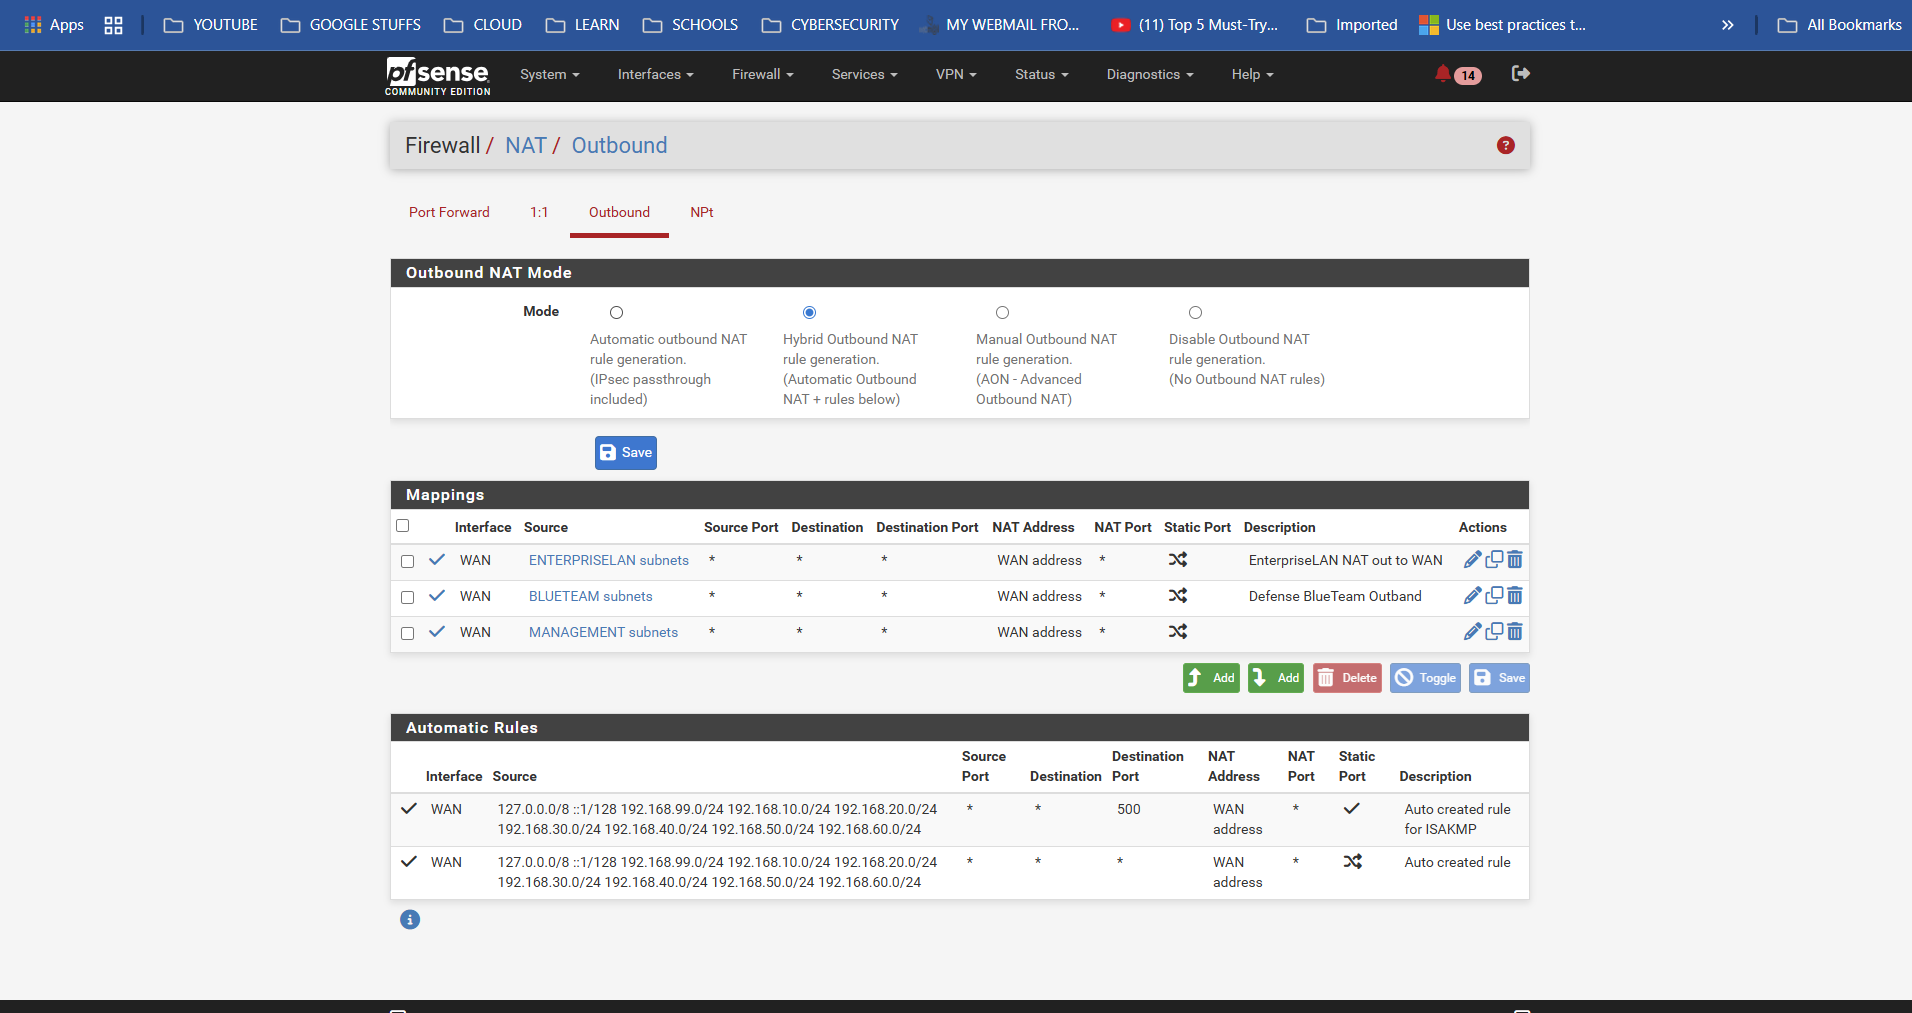 Apps YOUTUBE GOOGLE STUFFS CLOUD LEARN SCHOOLS CYBERSECURITY MY WEBMAIL FRO... (11) Top 5 Must-Try... Imported Use best practices t... » All Bookmarks
pfsense
COMMUNITY EDITION
System Interfaces Firewall Services VPN Status Diagnostics Help 14
Firewall / NAT / Outbound
Port Forward 1:1 Outbound NPt
Outbound NAT Mode
Mode
Automatic outbound NAT
rule generation.
(IPsec passthrough
included)
Hybrid Outbound NAT
rule generation.
(Automatic Outbound
NAT + rules below)
Manual Outbound NAT
rule generation.
(AON - Advanced
Outbound NAT)
Disable Outbound NAT
rule generation.
(No Outbound NAT rules)
Save
Mappings
Interface Source Source Port Destination Destination Port NAT Address NAT Port Static Port Description Actions
WAN ENTERPRISELAN subnets * * * WAN address * EnterpriseLAN NAT out to WAN
WAN BLUETEAM subnets * * * WAN address * Defense BlueTeam Outband
WAN MANAGEMENT subnets * * * WAN address *
Add Add Delete Toggle Save
Automatic Rules
Interface Source Source Port Destination Destination Port NAT Address NAT Port Static Port Description
WAN 127.0.0.0/8 ::1/128 192.168.99.0/24 192.168.10.0/24 192.168.20.0/24 * * 500 WAN * Auto created rule
192.168.30.0/24 192.168.40.0/24 192.168.50.0/24 192.168.60.0/24 address for ISAKMP
WAN 127.0.0.0/8 ::1/128 192.168.99.0/24 192.168.10.0/24 192.168.20.0/24 * * * WAN * Auto created rule
192.168.30.0/24 192.168.40.0/24 192.168.50.0/24 192.168.60.0/24 address